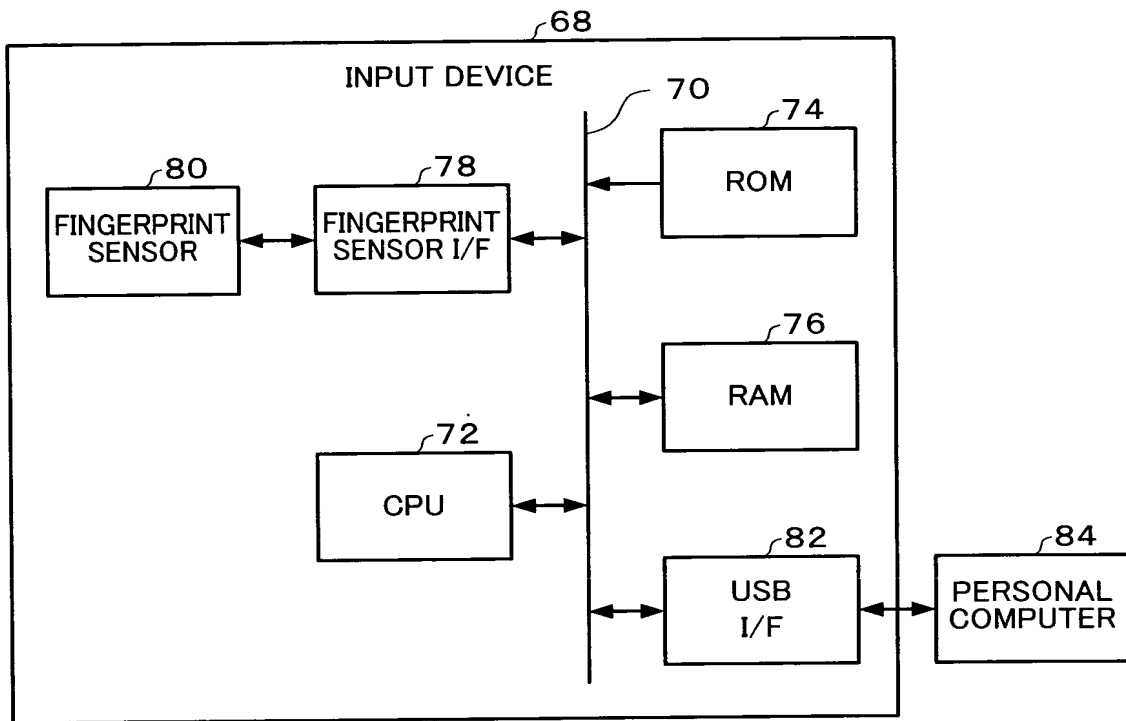 68
INPUT DEVICE
70
74
ROM
80
FINGERPRINT
SENSOR
78
FINGERPRINT
SENSOR I/F
76
RAM
72
CPU
82
USB
I/F
84
PERSONAL
COMPUTER